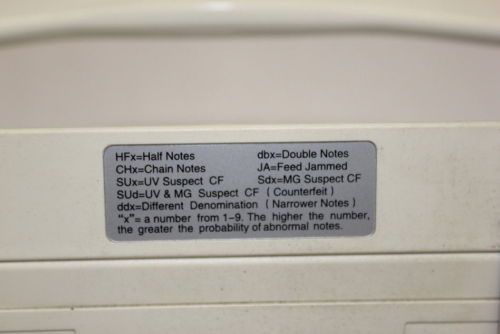 HFx=Half Notes dbx=Double Notes
CHx=Chain Notes JA=Feed Jammed
SUx=UV Suspect CF Sdx=MG Suspect CF
SUd=UV & MG Suspect CF ( Counterfeit )
ddx=Different Denomination ( Narrower Notes )
"x"= a number from 1-9. The higher the number,
the greater the probability of abnormal notes.